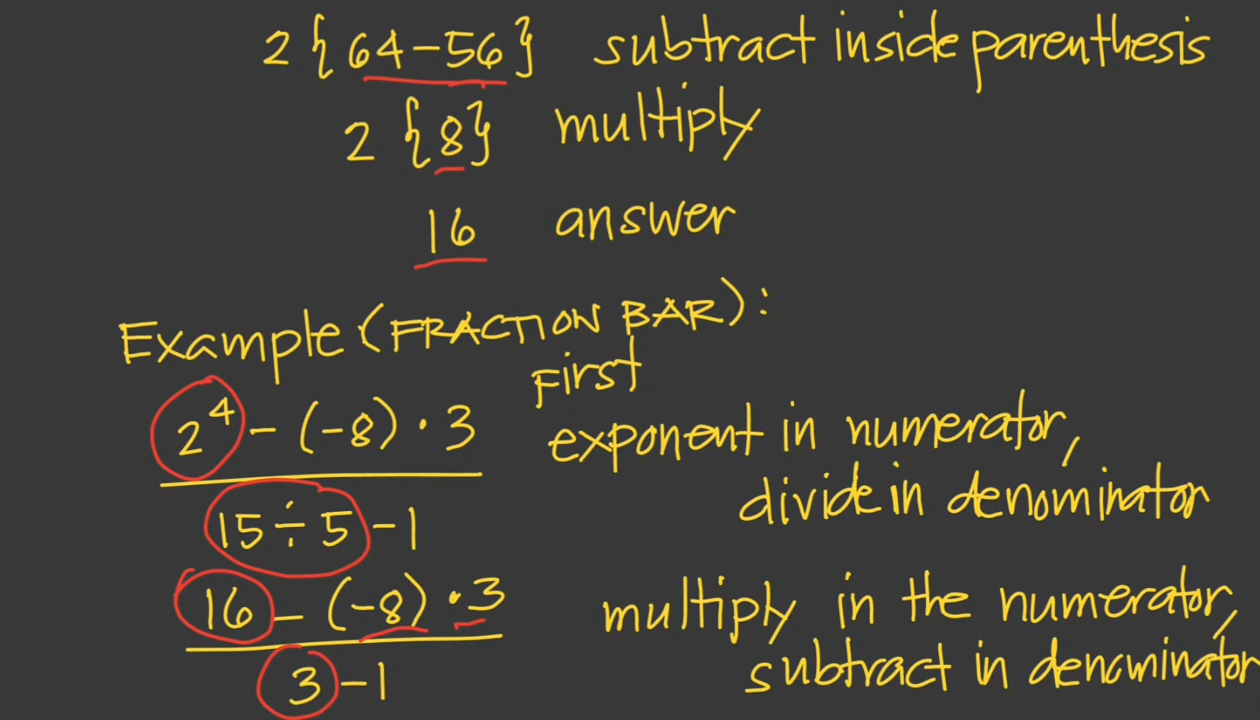 2 {64-56} subtract inside parenthesis
2 {8} multiply
16 answer
Example (FRACTION BAR):
First
2⁴ - (-8) · 3 exponent in numerator,
15 ÷ 5 - 1 divide in denominator
16 - (-8) · 3 multiply in the numerator,
3 - 1 subtract in denominator